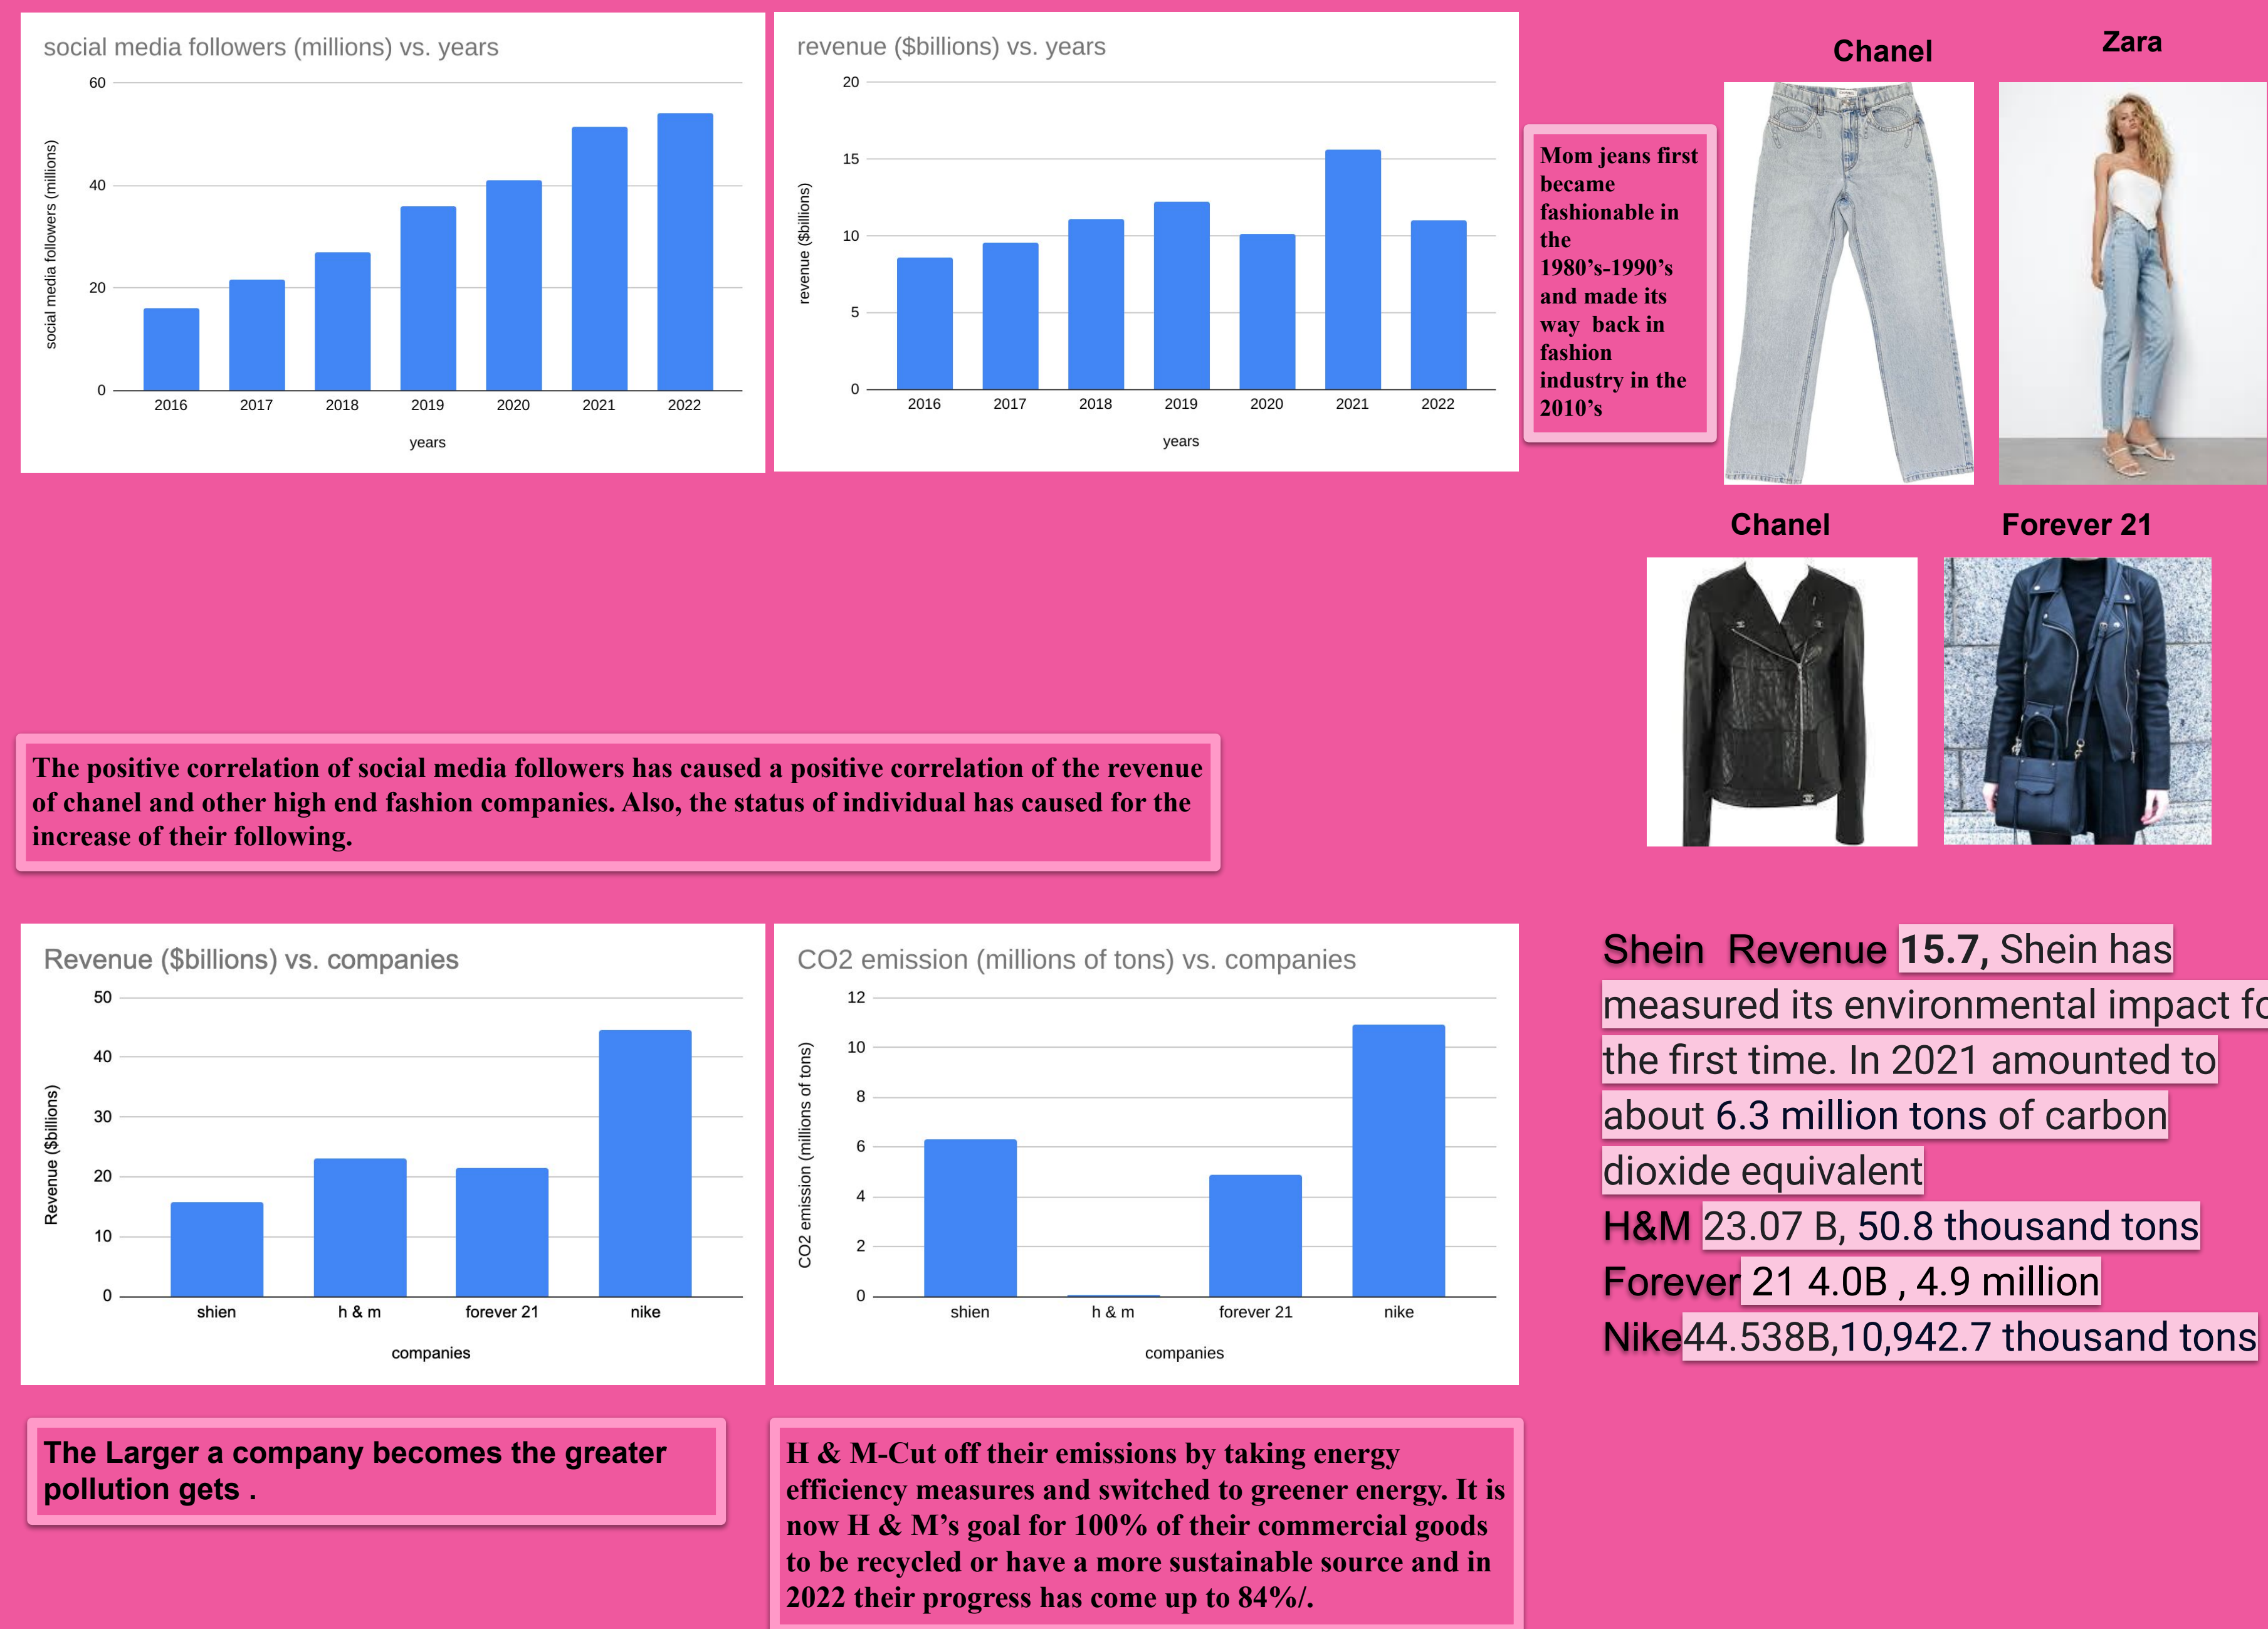 social media followers (millions) vs. years
social media followers (millions)
60
40
20
0
2016 2017 2018 2019 2020 2021 2022
years
revenue ($billions) vs. years
revenue ($billions)
20
15
10
5
0
2016 2017 2018 2019 2020 2021 2022
years
Mom jeans first
became
fashionable in
the
1980’s-1990’s
and made its
way back in
fashion
industry in the
2010’s
Chanel
Zara
Chanel
Forever 21
The positive correlation of social media followers has caused a positive correlation of the revenue
of chanel and other high end fashion companies. Also, the status of individual has caused for the
increase of their following.
Revenue ($billions) vs. companies
Revenue ($billions)
50
40
30
20
10
0
shien h & m forever 21 nike
companies
CO2 emission (millions of tons) vs. companies
CO2 emission (millions of tons)
12
10
8
6
4
2
0
shien h & m forever 21 nike
companies
Shein Revenue 15.7, Shein has
measured its environmental impact fo
the first time. In 2021 amounted to
about 6.3 million tons of carbon
dioxide equivalent
H&M 23.07 B, 50.8 thousand tons
Forever 21 4.0B , 4.9 million
Nike44.538B,10,942.7 thousand tons
The Larger a company becomes the greater
pollution gets .
H & M-Cut off their emissions by taking energy
efficiency measures and switched to greener energy. It is
now H & M’s goal for 100% of their commercial goods
to be recycled or have a more sustainable source and in
2022 their progress has come up to 84%/.